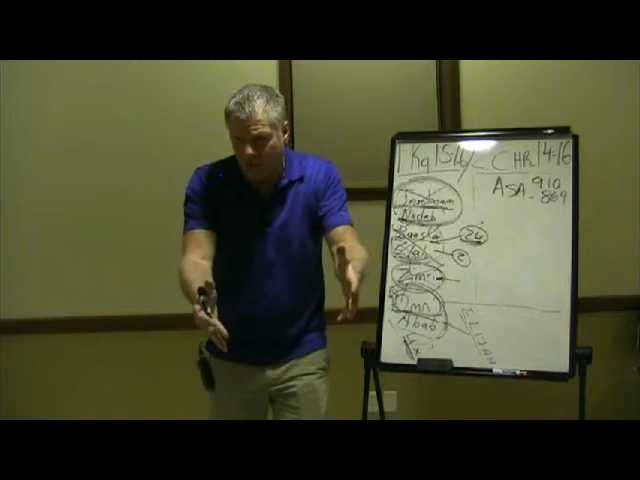 1 Kg 15-16/2 CHR. 14-16
Jeroboam
Nadab
Baasha 24
Elah 2
Zimri
Omri
Ahab
ELIJAH
ASA 910
- 869